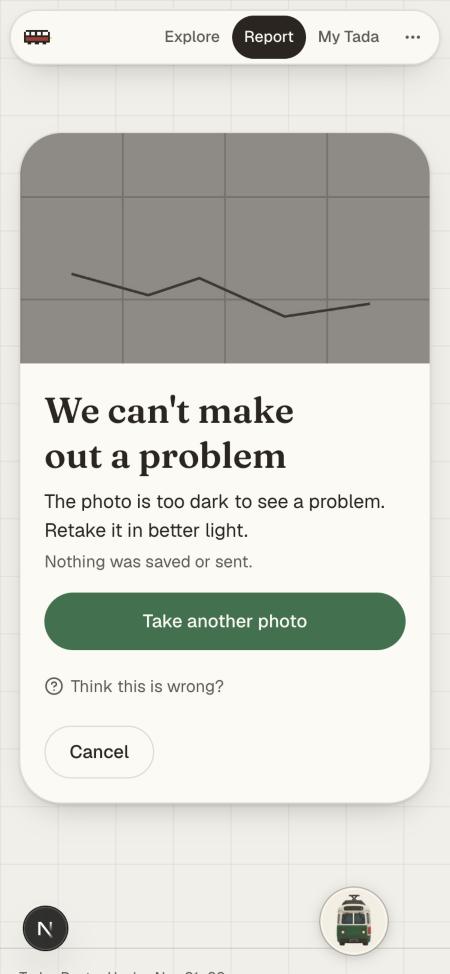 Explore
Report
My Tada
We can't make
out a problem
The photo is too dark to see a problem.
Retake it in better light.
Nothing was saved or sent.
Take another photo
Think this is wrong?
Cancel
N